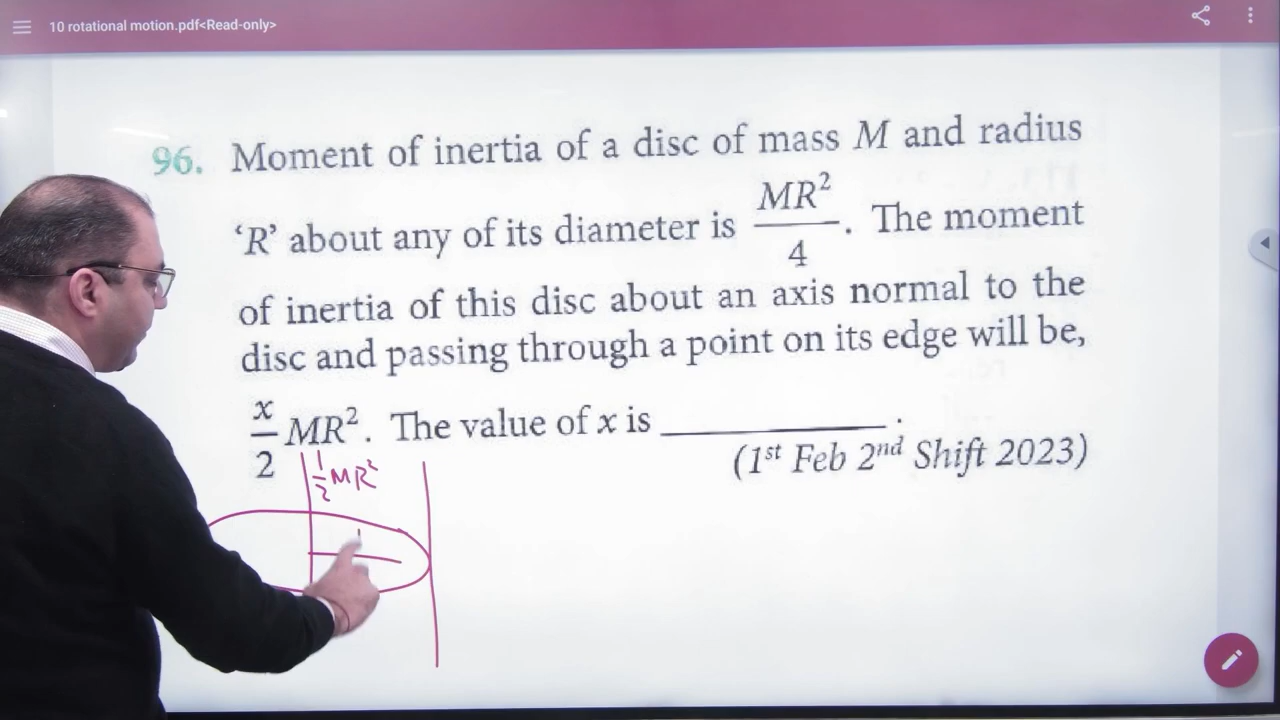 10 rotational motion.pdf<Read-only>
96. Moment of inertia of a disc of mass M and radius
‘R’ about any of its diameter is MR²/4. The moment
of inertia of this disc about an axis normal to the
disc and passing through a point on its edge will be,
x/2 MR². The value of x is ________ .
(1st Feb 2nd Shift 2023)
1/2 MR²